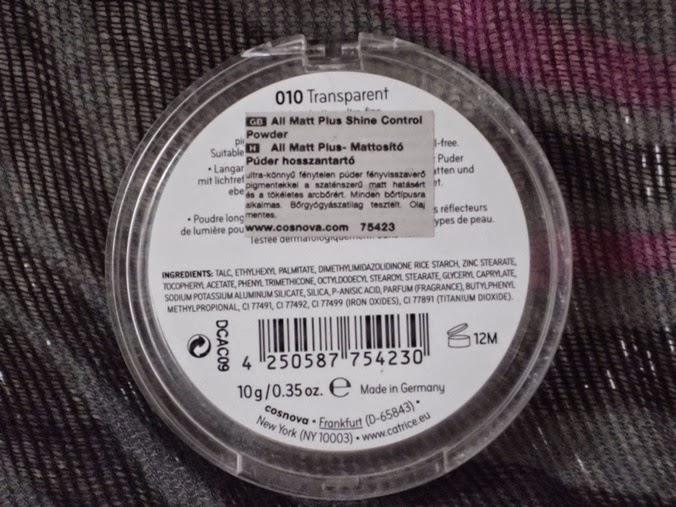 010 Transparent
GB All Matt Plus Shine Control
Powder
H All Matt Plus- Mattosító
Púder hosszantartó
ultra-könnyű fénytelen púder fényvisszaverő
pigmentekkel a szaténszerű matt hatásért
és a tökéletes arcbőrért. Minden bőrtípusra
alkalmas. Bőrgyógyászatilag tesztelt. Olaj
mentes.
www.cosnova.com 75423
l-free.
Suitable
• Langan
Puder
mit lichtref
tten und
ebe
• Poudre long
s réflecteurs
de lumière pou
ypes de peau.
Testée dermatologiquement.
INGREDIENTS: TALC, ETHYLHEXYL PALMITATE, DIMETHYLIMIDAZOLIDINONE RICE STARCH, ZINC STEARATE,
TOCOPHERYL ACETATE, PHENYL TRIMETHICONE, OCTYLDODECYL STEAROYL STEARATE, GLYCERYL CAPRYLATE,
SODIUM POTASSIUM ALUMINUM SILICATE, SILICA, P-ANISIC ACID, PARFUM (FRAGRANCE), BUTYLPHENYL
METHYLPROPIONAL, CI 77491, CI 77492, CI 77499 (IRON OXIDES), CI 77891 (TITANIUM DIOXIDE).
DCAC09
4 250587 754230
12M
10 g / 0.35 oz. e Made in Germany
cosnova • Frankfurt (D-65843) •
New York (NY 10003) • www.catrice.eu